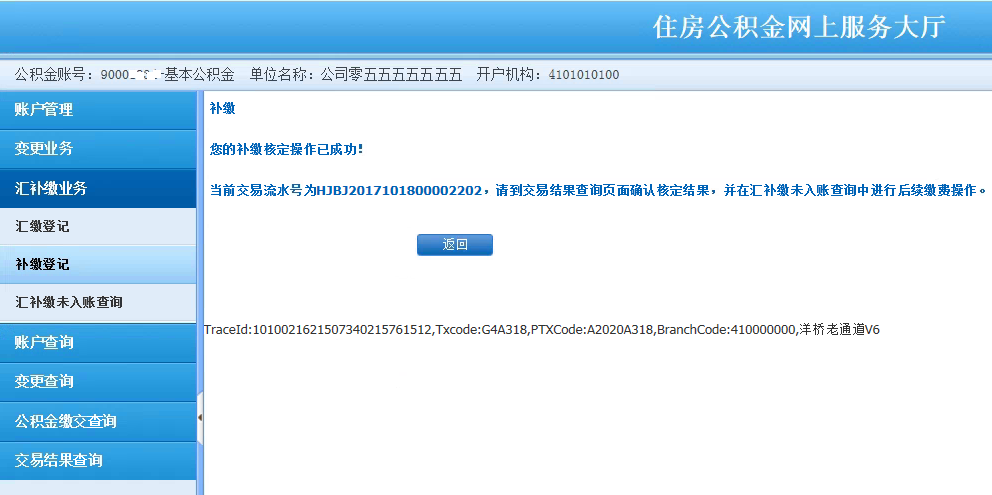 住房公积金网上服务大厅
公积金账号：9000 -基本公积金 单位名称：公司零五五五五五五五 开户机构：4101010100
账户管理
变更业务
汇补缴业务
汇缴登记
补缴登记
汇补缴未入账查询
账户查询
变更查询
公积金缴交查询
交易结果查询
补缴
您的补缴核定操作已成功！
当前交易流水号为HJBJ2017101800002202，请到交易结果查询页面确认核定结果，并在汇补缴未入账查询中进行后续缴费操作。
返回
TraceId:1010021621507340215761512,Txcode:G4A318,PTXCode:A2020A318,BranchCode:410000000,洋桥老通道V6